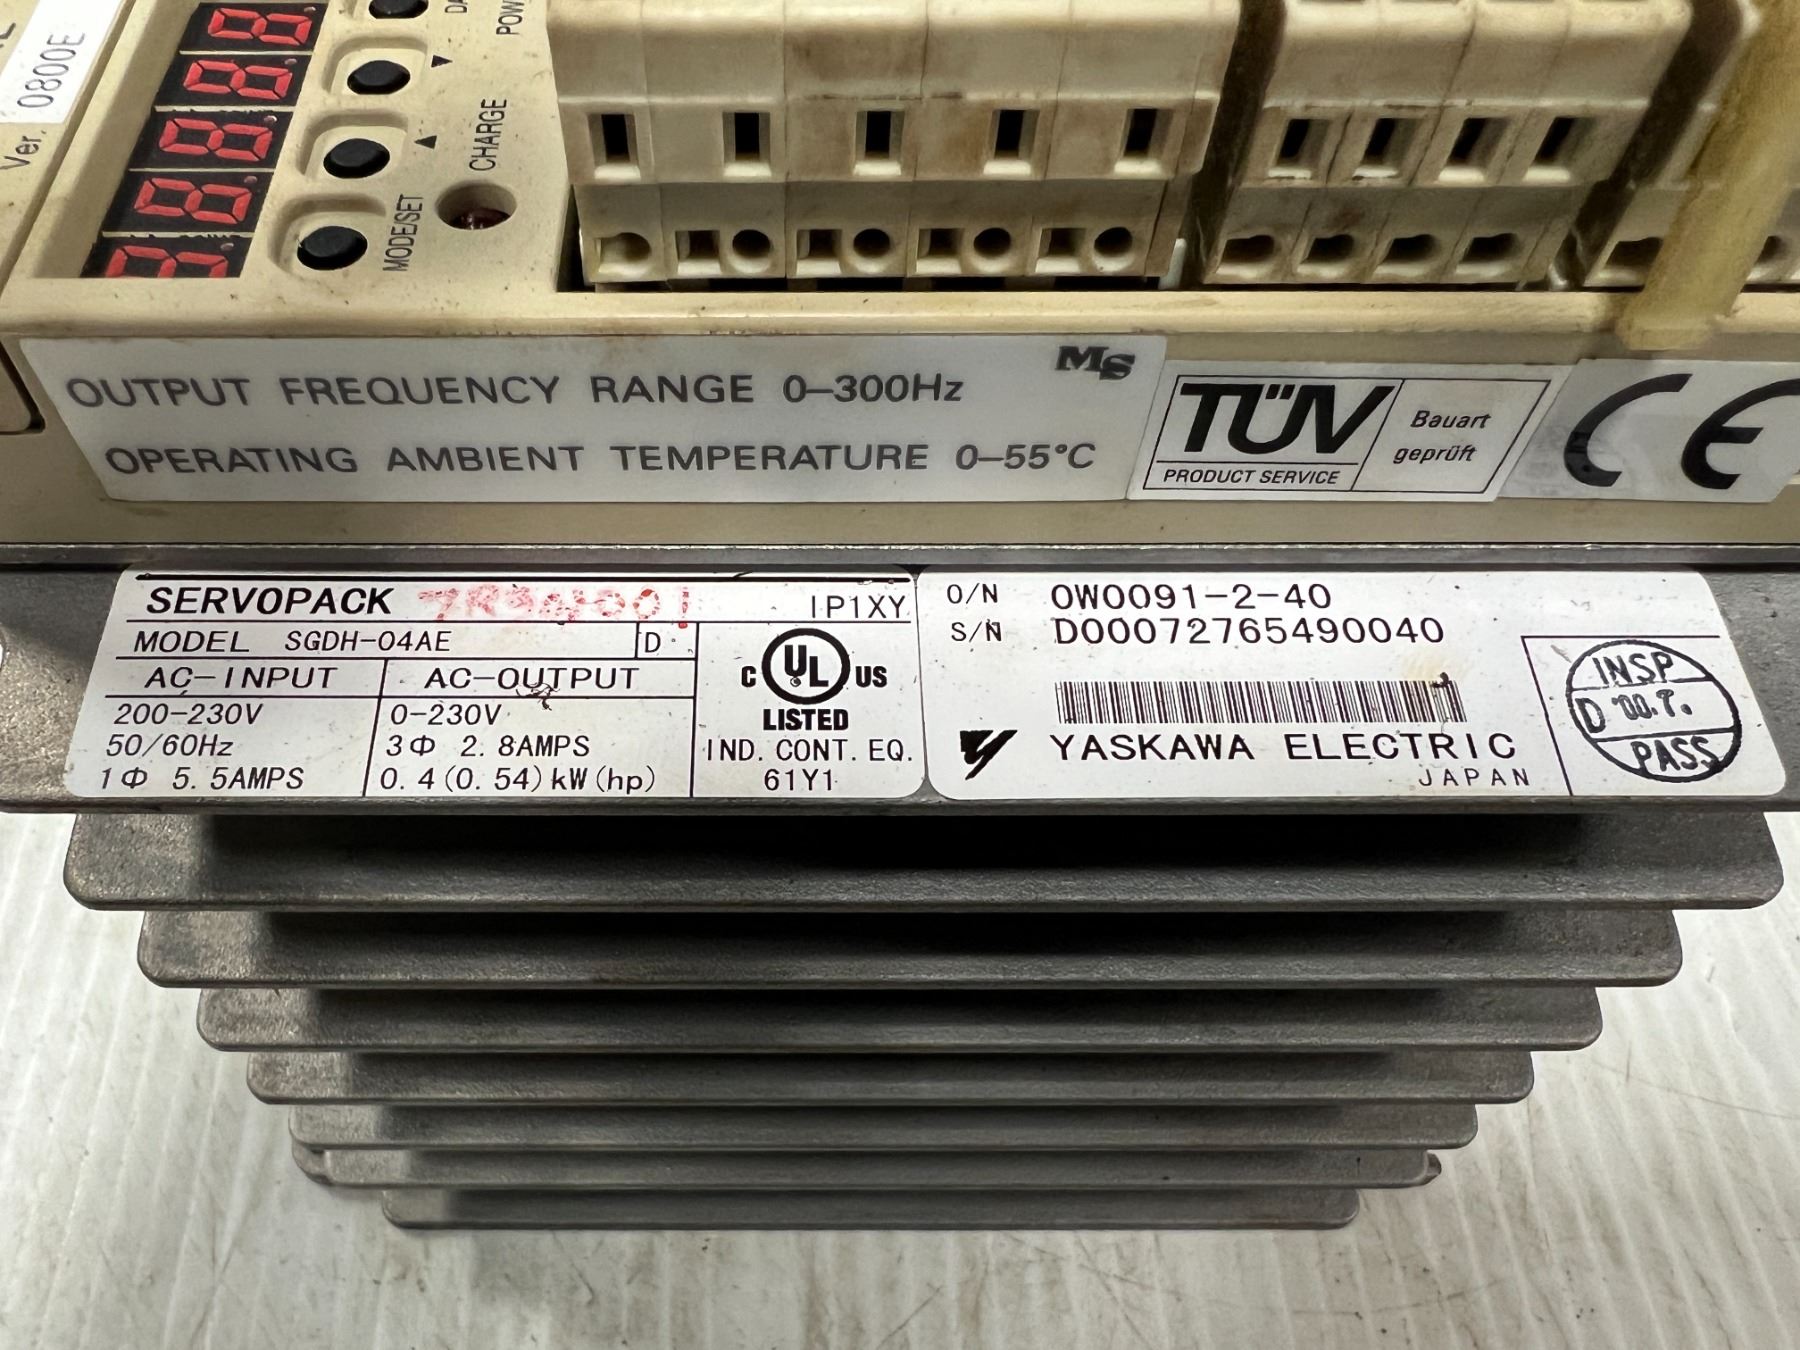 Ver. 0800E
MODE/SET
CHARGE
OUTPUT FREQUENCY RANGE 0–300Hz
OPERATING AMBIENT TEMPERATURE 0–55°C
MS
TÜV
PRODUCT SERVICE
Bauart
geprüft
CE
SERVOPACK
IP1XY
MODEL SGDH-04AE D
AC-INPUT
200-230V
50/60Hz
1Φ 5.5AMPS
AC-OUTPUT
0-230V
3Φ 2.8AMPS
0.4(0.54)kW(hp)
C UL US
LISTED
IND. CONT. EQ.
61Y1
O/N 0W0091-2-40
S/N D00072765490040
YASKAWA ELECTRIC
JAPAN
INSP
D '00.7.
PASS